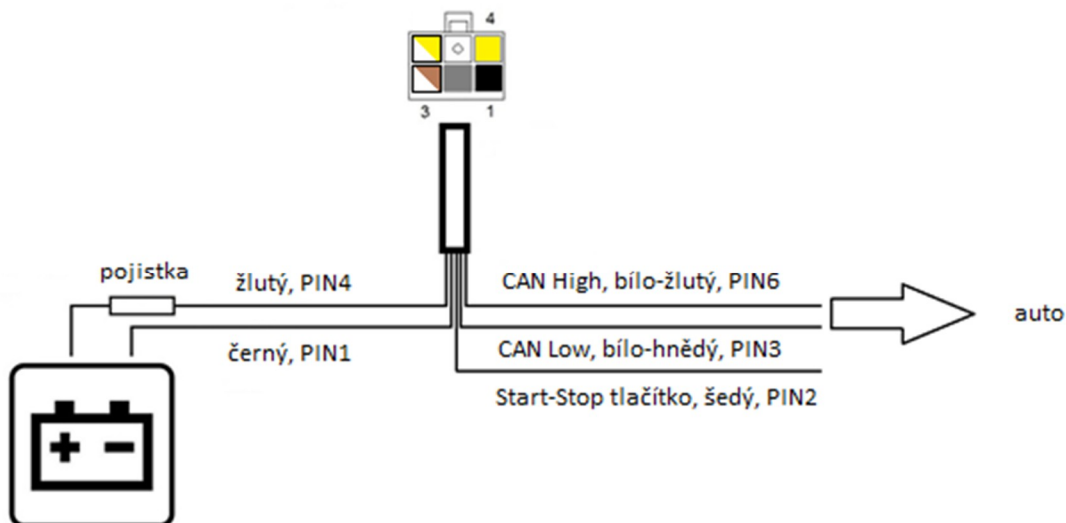 4
3 1
pojistka
žlutý, PIN4
CAN High, bílo-žlutý, PIN6
auto
černý, PIN1
CAN Low, bílo-hnědý, PIN3
Start-Stop tlačítko, šedý, PIN2